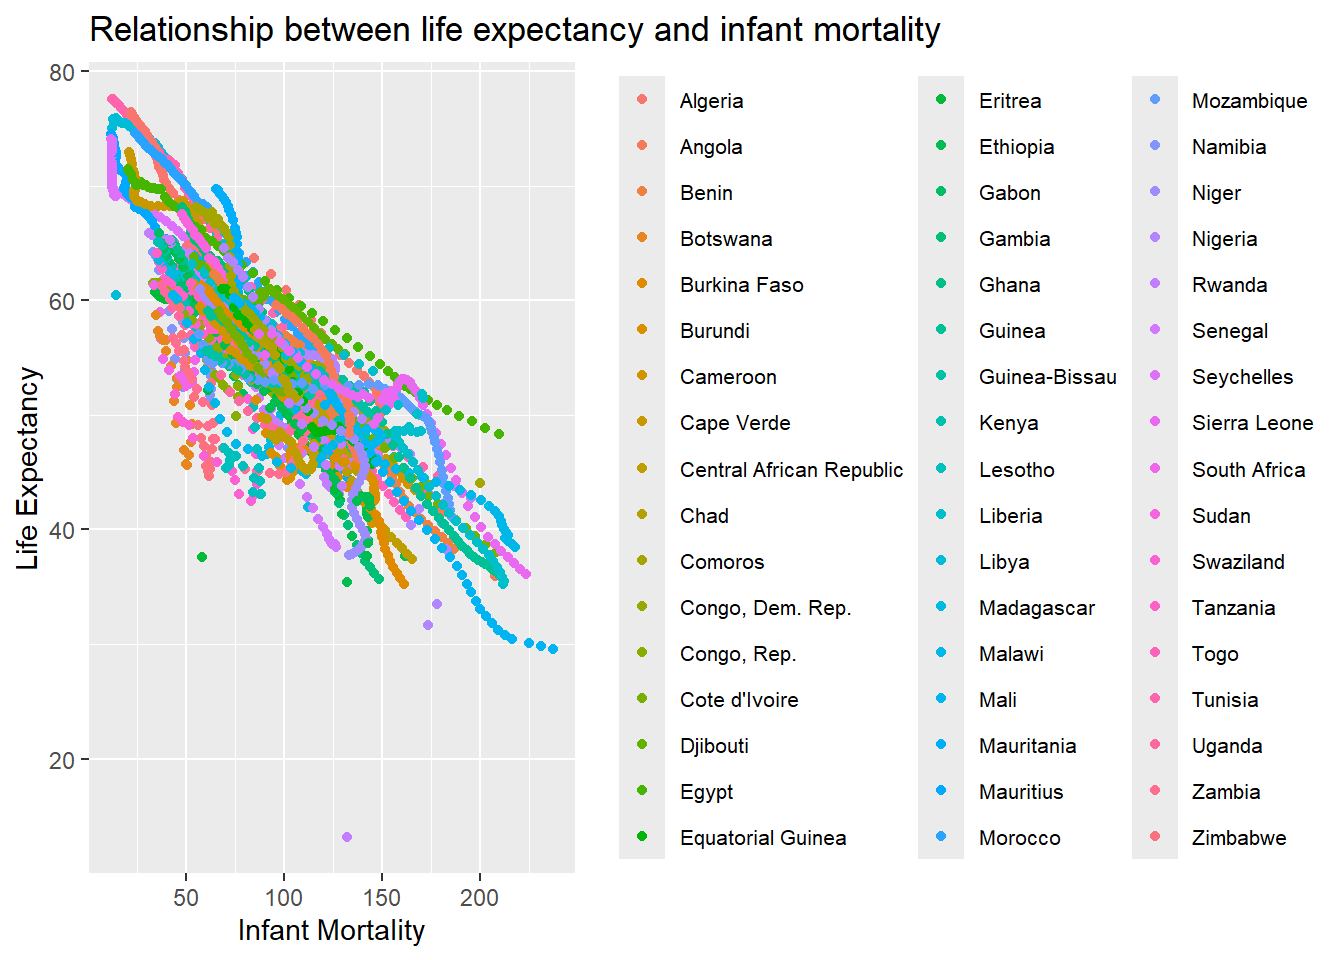 Relationship between life expectancy and infant mortality
Life Expectancy
80
60
40
20
50 100 150 200
Infant Mortality
Algeria
Angola
Benin
Botswana
Burkina Faso
Burundi
Cameroon
Cape Verde
Central African Republic
Chad
Comoros
Congo, Dem. Rep.
Congo, Rep.
Cote d'Ivoire
Djibouti
Egypt
Equatorial Guinea
Eritrea
Ethiopia
Gabon
Gambia
Ghana
Guinea
Guinea-Bissau
Kenya
Lesotho
Liberia
Libya
Madagascar
Malawi
Mali
Mauritania
Mauritius
Morocco
Mozambique
Namibia
Niger
Nigeria
Rwanda
Senegal
Seychelles
Sierra Leone
South Africa
Sudan
Swaziland
Tanzania
Togo
Tunisia
Uganda
Zambia
Zimbabwe